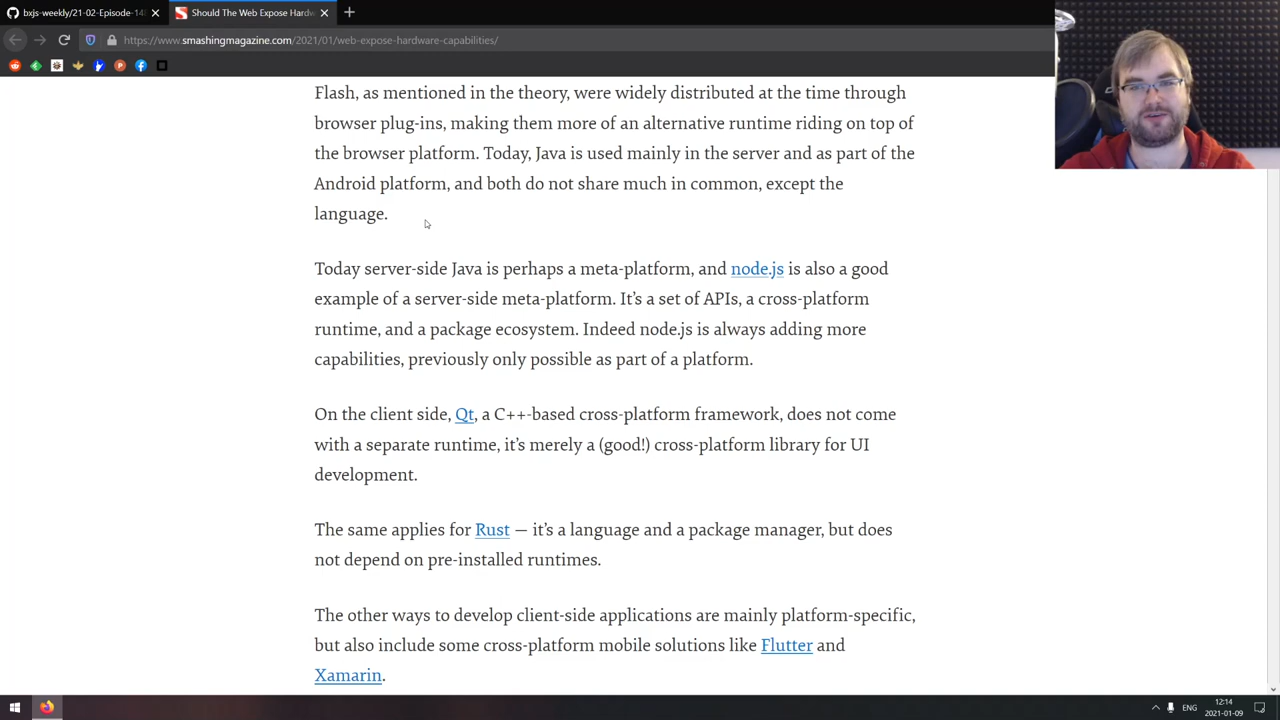 bxjs-weekly/21-02-Episode-148
Should The Web Expose Hardw
https://www.smashingmagazine.com/2021/01/web-expose-hardware-capabilities/
Flash, as mentioned in the theory, were widely distributed at the time through
browser plug-ins, making them more of an alternative runtime riding on top of
the browser platform. Today, Java is used mainly in the server and as part of the
Android platform, and both do not share much in common, except the
language.
Today server-side Java is perhaps a meta-platform, and node.js is also a good
example of a server-side meta-platform. It’s a set of APIs, a cross-platform
runtime, and a package ecosystem. Indeed node.js is always adding more
capabilities, previously only possible as part of a platform.
On the client side, Qt, a C++-based cross-platform framework, does not come
with a separate runtime, it’s merely a (good!) cross-platform library for UI
development.
The same applies for Rust — it’s a language and a package manager, but does
not depend on pre-installed runtimes.
The other ways to develop client-side applications are mainly platform-specific,
but also include some cross-platform mobile solutions like Flutter and
Xamarin.
ENG
12:14
2021-01-09